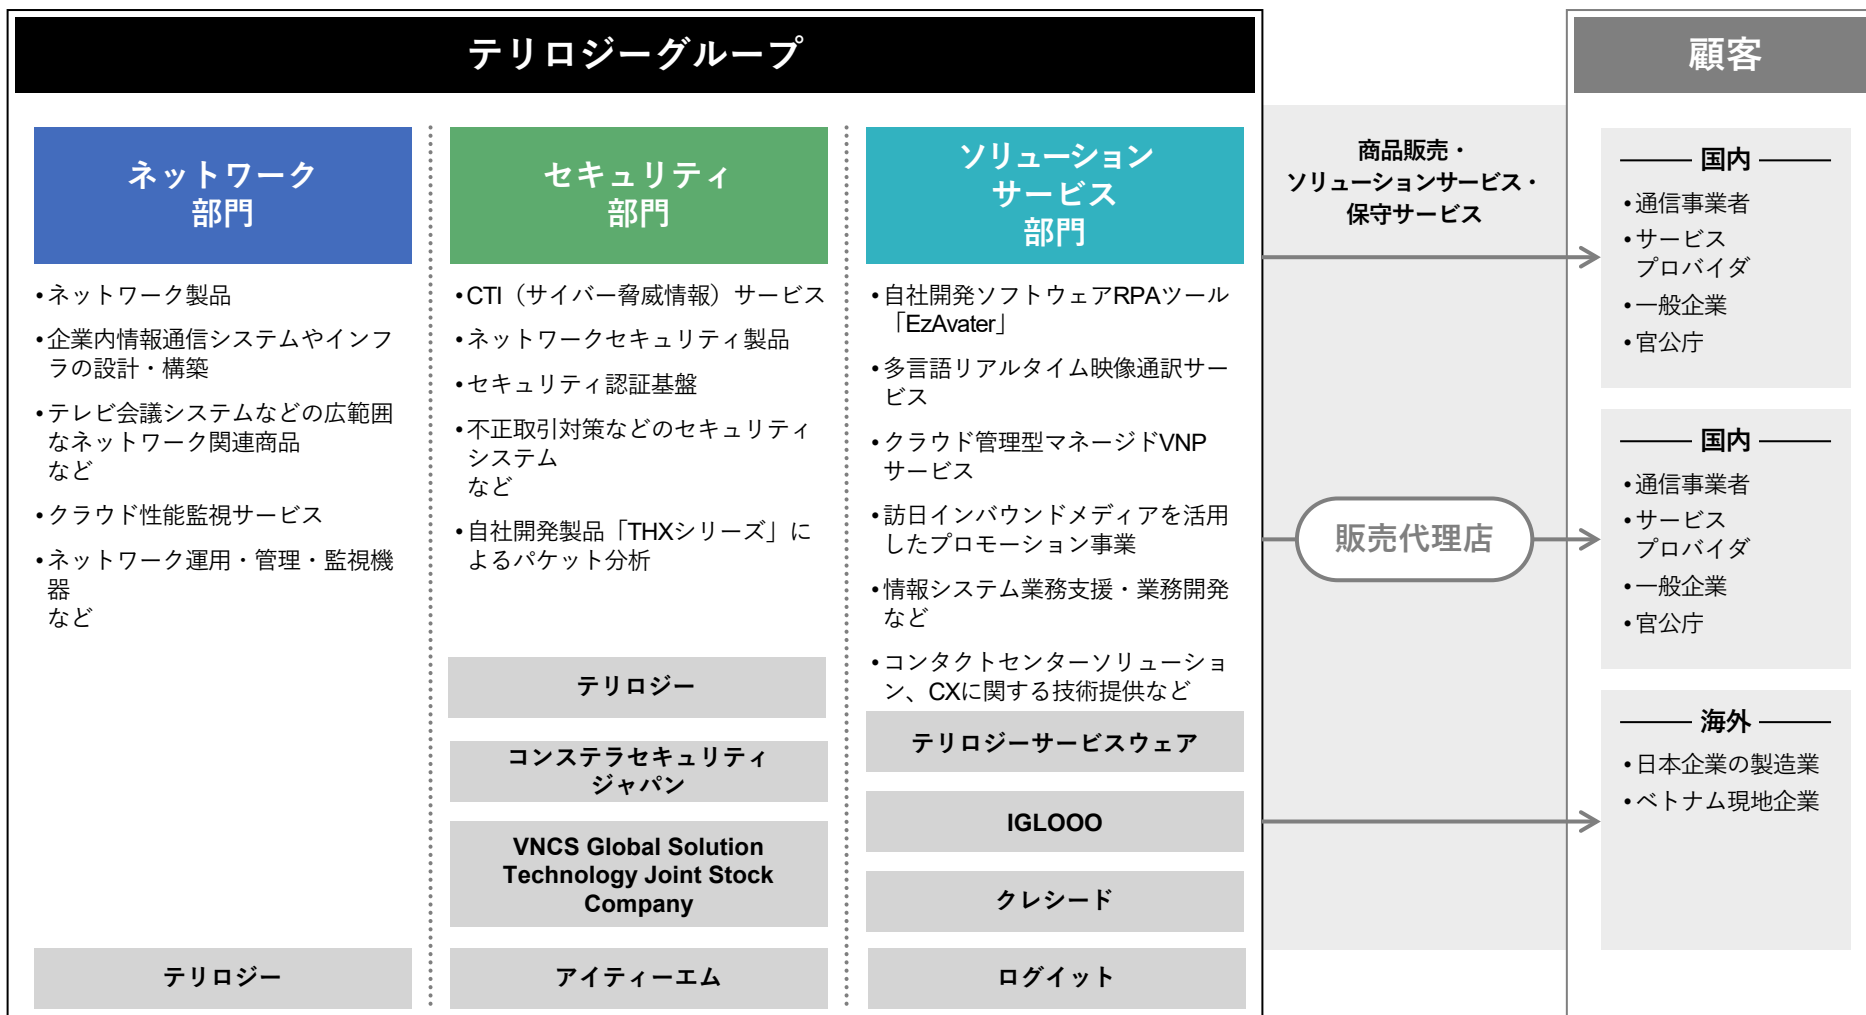 テリロジーグループ
ネットワーク
部門
•ネットワーク製品
•企業内情報通信システムやインフ
ラの設計・構築
•テレビ会議システムなどの広範囲
なネットワーク関連商品
など
•クラウド性能監視サービス
•ネットワーク運用・管理・監視機
器
など
テリロジー
セキュリティ
部門
•CTI（サイバー脅威情報）サービス
•ネットワークセキュリティ製品
•セキュリティ認証基盤
•不正取引対策などのセキュリティ
システム
など
•自社開発製品「THXシリーズ」に
よるパケット分析
テリロジー
コンステラセキュリティ
ジャパン
VNCS Global Solution
Technology Joint Stock
Company
アイティーエム
ソリューション
サービス
部門
•自社開発ソフトウェアRPAツール
「EzAvater」
•多言語リアルタイム映像通訳サー
ビス
•クラウド管理型マネージドVNP
サービス
•訪日インバウンドメディアを活用
したプロモーション事業
•情報システム業務支援・業務開発
など
•コンタクトセンターソリューショ
ン、CXに関する技術提供など
テリロジーサービスウェア
IGLOOO
クレシード
ログイット
商品販売・
ソリューションサービス・
保守サービス
販売代理店
顧客
国内
•通信事業者
•サービス
プロバイダ
•一般企業
•官公庁
国内
•通信事業者
•サービス
プロバイダ
•一般企業
•官公庁
海外
•日本企業の製造業
•ベトナム現地企業